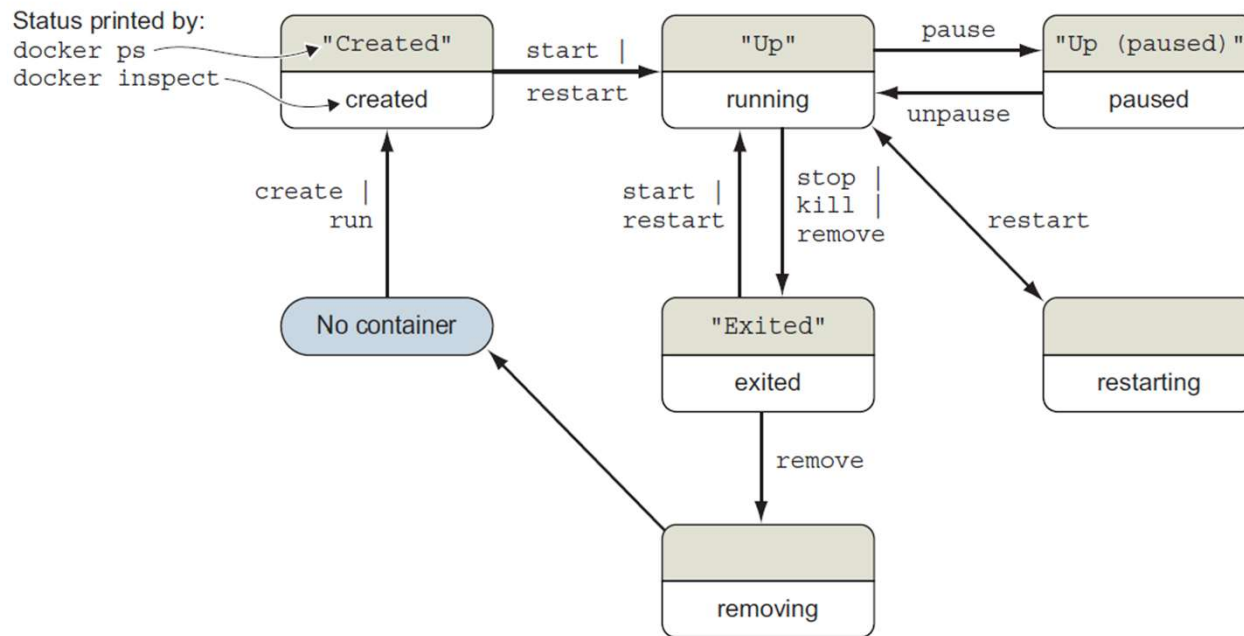 Status printed by:
docker ps
docker inspect
"Created"
created
start |
restart
"Up"
running
pause
unpause
"Up (paused)"
paused
create |
run
start |
restart
stop |
kill |
remove
restart
No container
"Exited"
exited
restarting
remove
removing